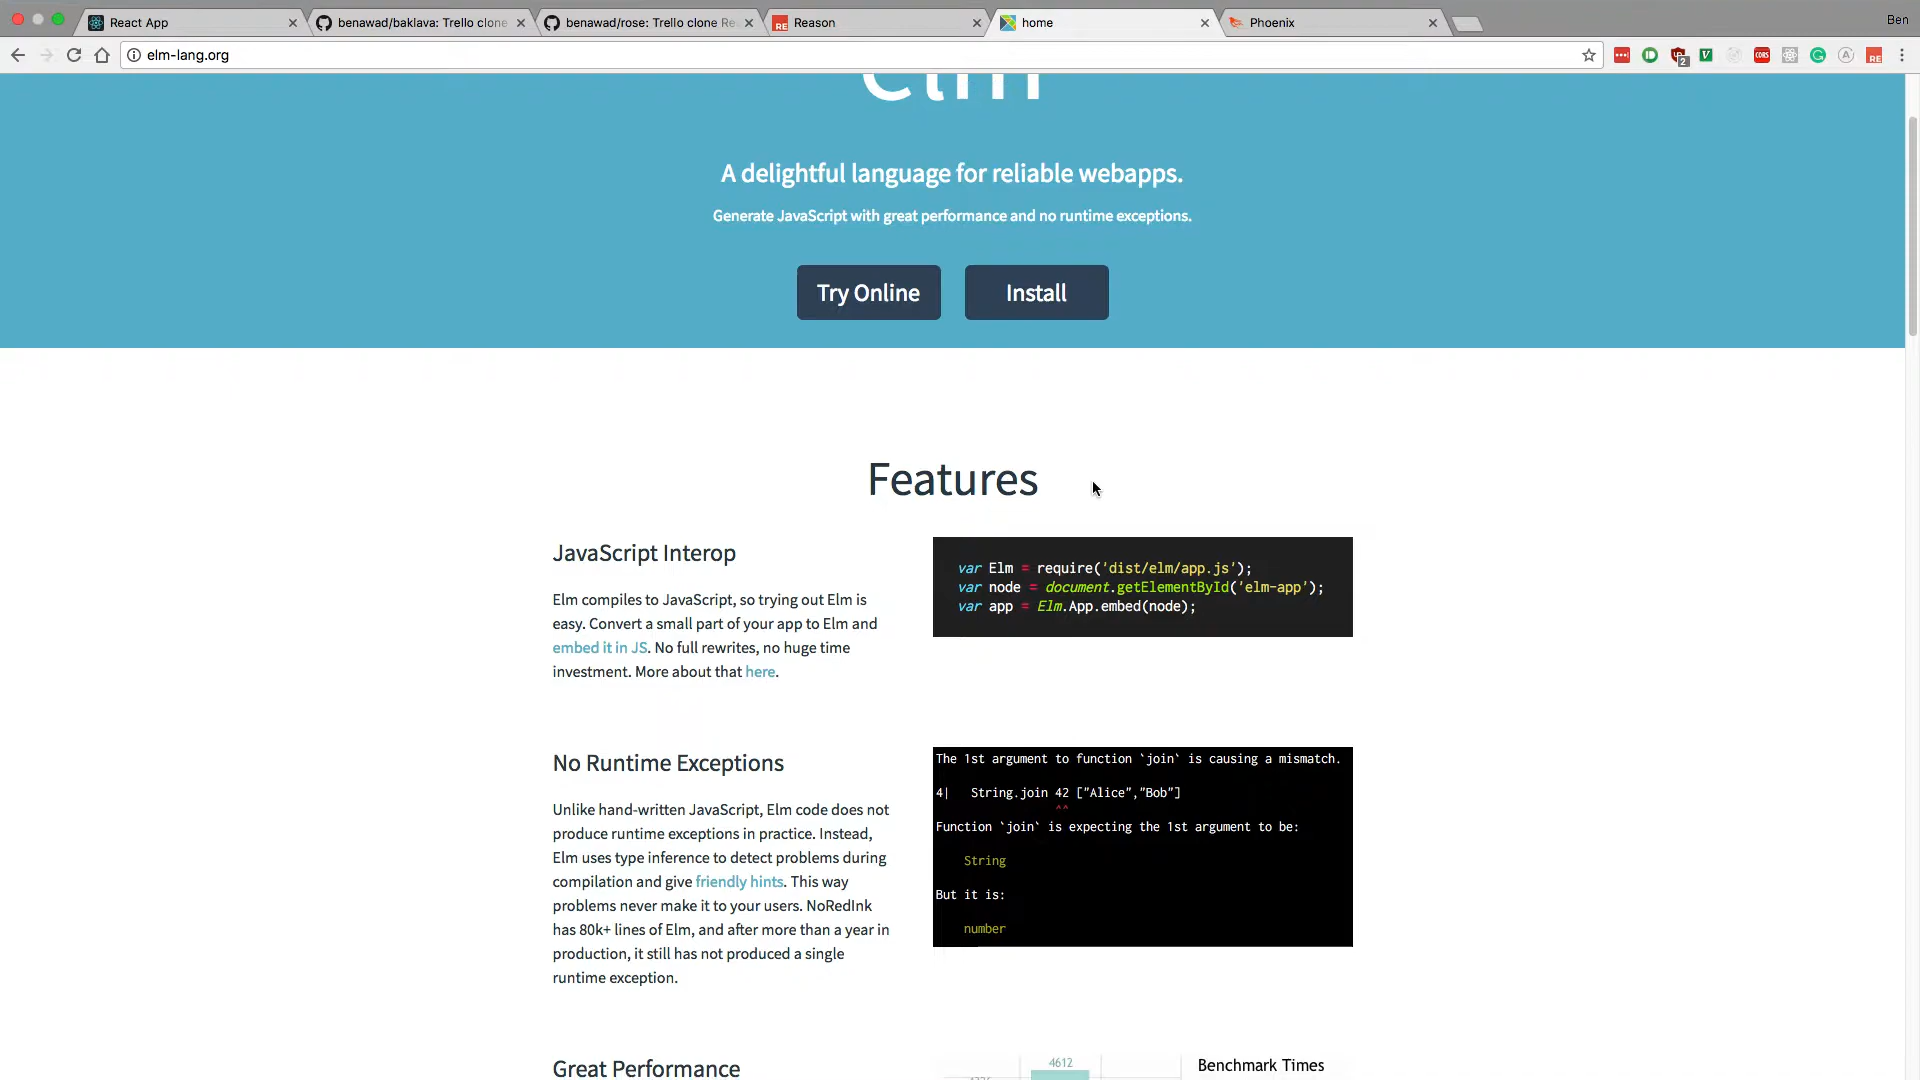 React App
benawad/baklava: Trello clone
benawad/rose: Trello clone Re
RE
Reason
home
Phoenix
Ben
elm-lang.org
2
CORS
RE
elm
A delightful language for reliable webapps.
Generate JavaScript with great performance and no runtime exceptions.
Try Online
Install
Features
JavaScript Interop
Elm compiles to JavaScript, so trying out Elm is
easy. Convert a small part of your app to Elm and
embed it in JS. No full rewrites, no huge time
investment. More about that here.
var Elm = require('dist/elm/app.js');
var node = document.getElementById('elm-app');
var app = Elm.App.embed(node);
No Runtime Exceptions
Unlike hand-written JavaScript, Elm code does not
produce runtime exceptions in practice. Instead,
Elm uses type inference to detect problems during
compilation and give friendly hints. This way
problems never make it to your users. NoRedInk
has 80k+ lines of Elm, and after more than a year in
production, it still has not produced a single
runtime exception.
The 1st argument to function `join` is causing a mismatch.
4|   String.join 42 ["Alice","Bob"]
^^
Function `join` is expecting the 1st argument to be:
String
But it is:
number
Great Performance
4612
Benchmark Times